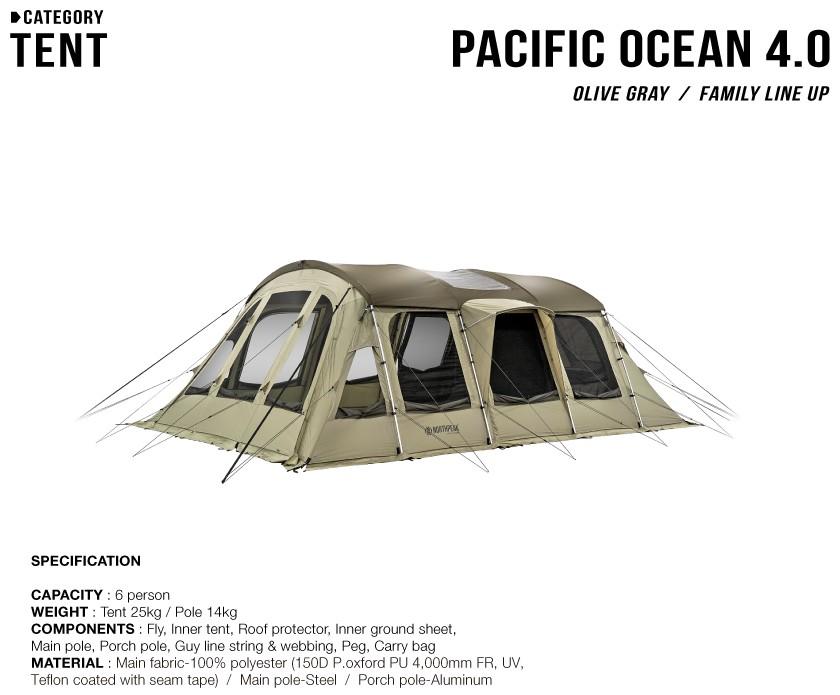 CATEGORY
TENT
PACIFIC OCEAN 4.0
OLIVE GRAY / FAMILY LINE UP
NORTHPEAK
SPECIFICATION
CAPACITY : 6 person
WEIGHT : Tent 25kg / Pole 14kg
COMPONENTS : Fly, Inner tent, Roof protector, Inner ground sheet,
Main pole, Porch pole, Guy line string & webbing, Peg, Carry bag
MATERIAL : Main fabric-100% polyester (150D P.oxford PU 4,000mm FR, UV,
Teflon coated with seam tape) / Main pole-Steel / Porch pole-Aluminum